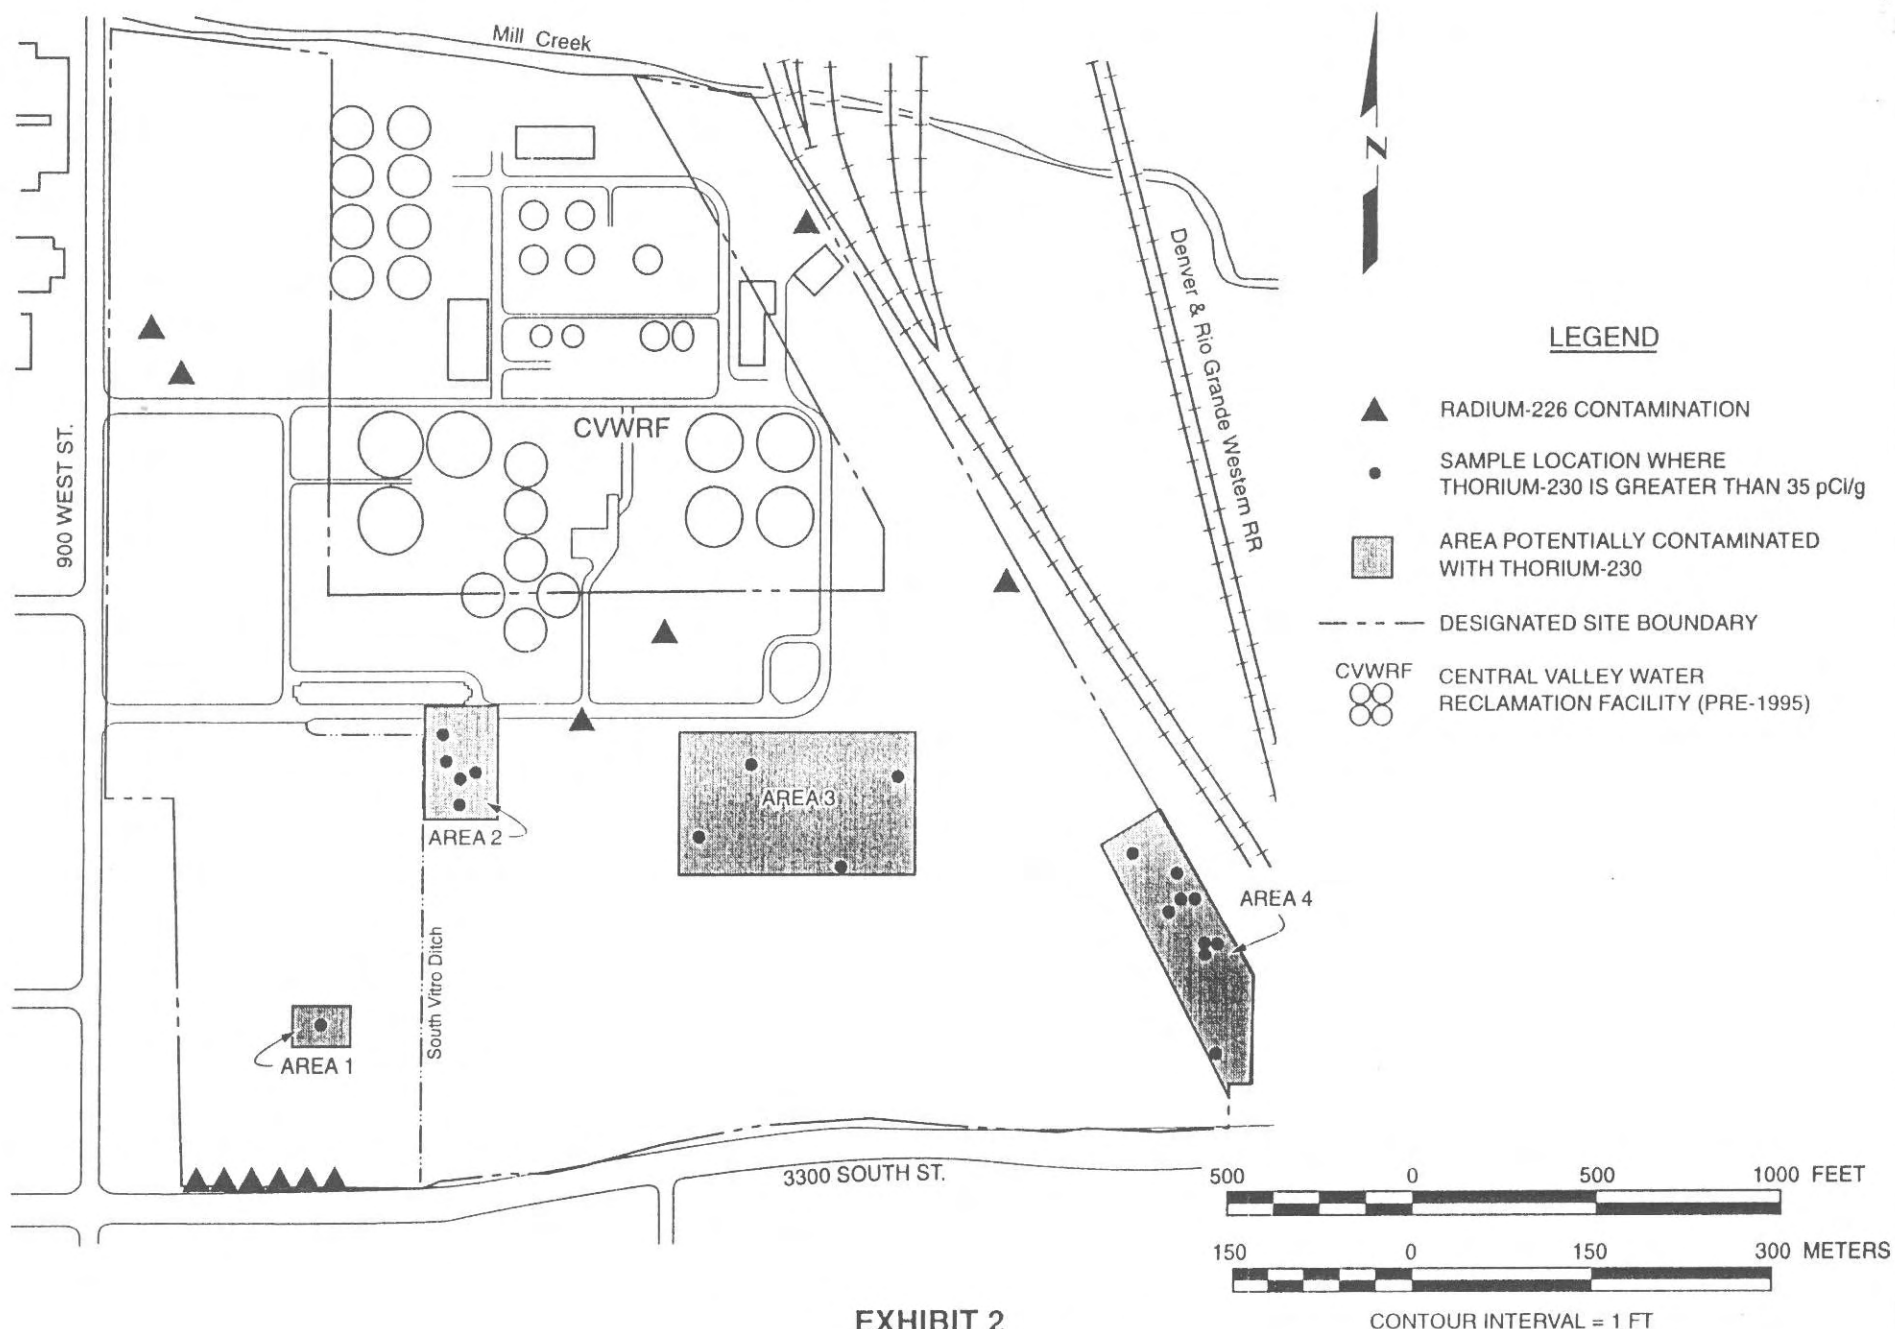 Mill Creek
N
Denver & Rio Grande Western RR
900 WEST ST.
CVWRF
LEGEND
RADIUM-226 CONTAMINATION
SAMPLE LOCATION WHERE
THORIUM-230 IS GREATER THAN 35 pCi/g
AREA POTENTIALLY CONTAMINATED
WITH THORIUM-230
DESIGNATED SITE BOUNDARY
CVWRF
CENTRAL VALLEY WATER
RECLAMATION FACILITY (PRE-1995)
AREA 2
AREA 3
AREA 4
South Vitro Ditch
AREA 1
3300 SOUTH ST.
500 0 500 1000 FEET
150 0 150 300 METERS
CONTOUR INTERVAL = 1 FT
EXHIBIT 2